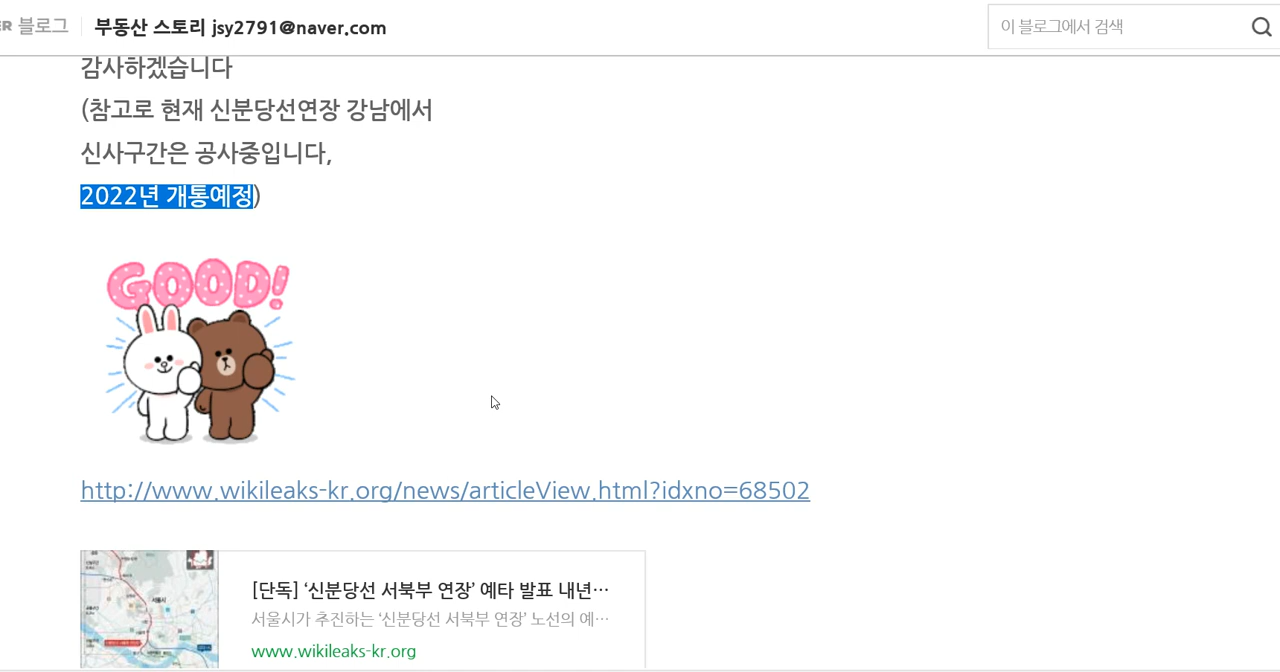 블로그 부동산 스토리 jsy2791@naver.com 이 블로그에서 검색
감사하겠습니다
(참고로 현재 신분당선연장 강남에서
신사구간은 공사중입니다,
2022년 개통예정)
GOOD!
http://www.wikileaks-kr.org/news/articleView.html?idxno=68502
[단독] ‘신분당선 서북부 연장’ 예타 발표 내년…
서울시가 추진하는 ‘신분당선 서북부 연장’ 노선의 예…
www.wikileaks-kr.org